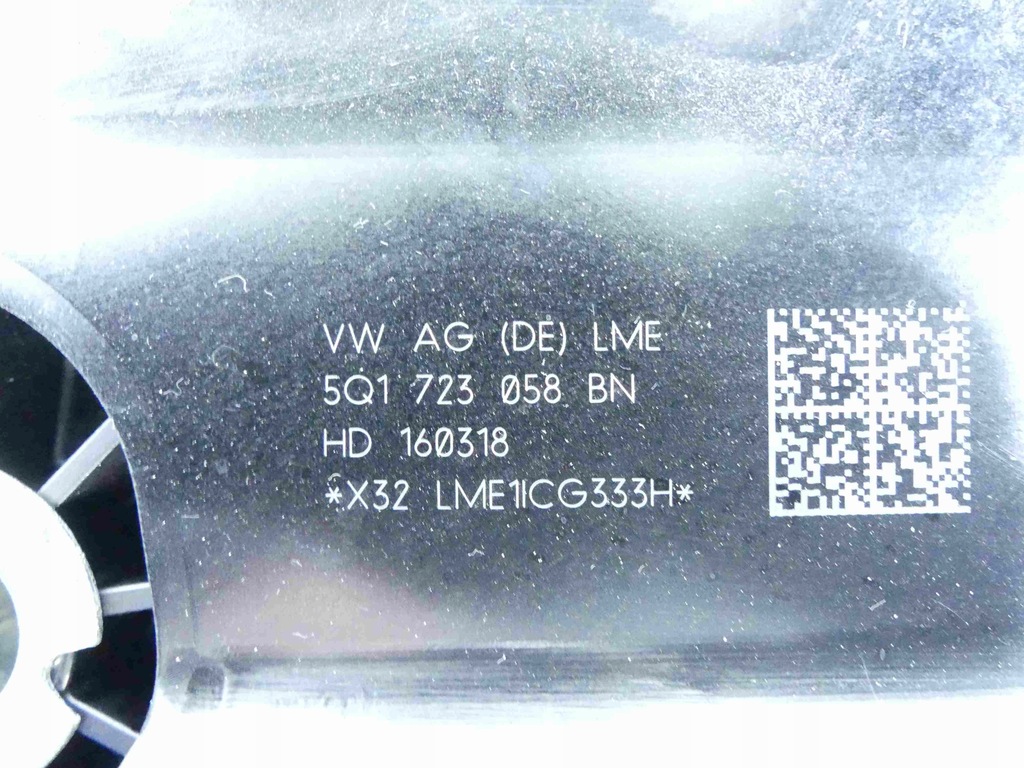 VW AG (DE) LME
5Q1 723 058 BN
HD 160318
*X32 LME1ICG333H*